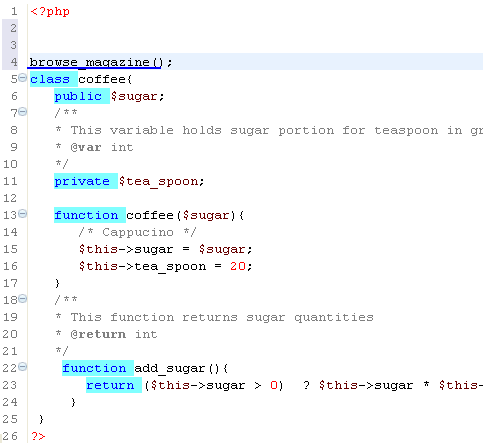 1 <?php
2
3
4 browse_magazine();
5 class coffee{
6 public $sugar;
7 /**
8 * This variable holds sugar portion for teaspoon in gr
9 * @var int
10 */
11 private $tea_spoon;
12
13 function coffee($sugar){
14 /* Cappucino */
15 $this->sugar = $sugar;
16 $this->tea_spoon = 20;
17 }
18 /**
19 * This function returns sugar quantities
20 * @return int
21 */
22 function add_sugar(){
23 return ($this->sugar > 0) ? $this->sugar * $this-
24 }
25 }
26 ?>